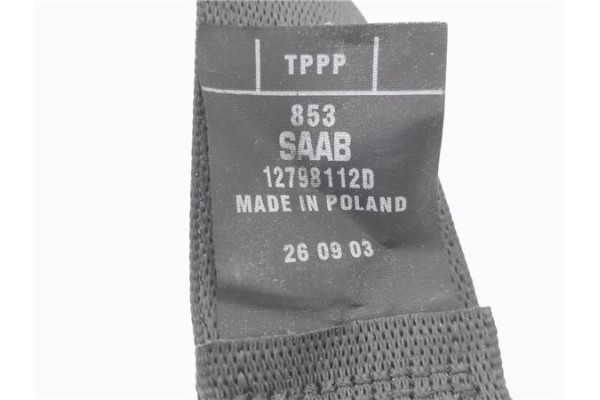 TPPP
853
SAAB
12798112D
MADE IN POLAND
26 09 03